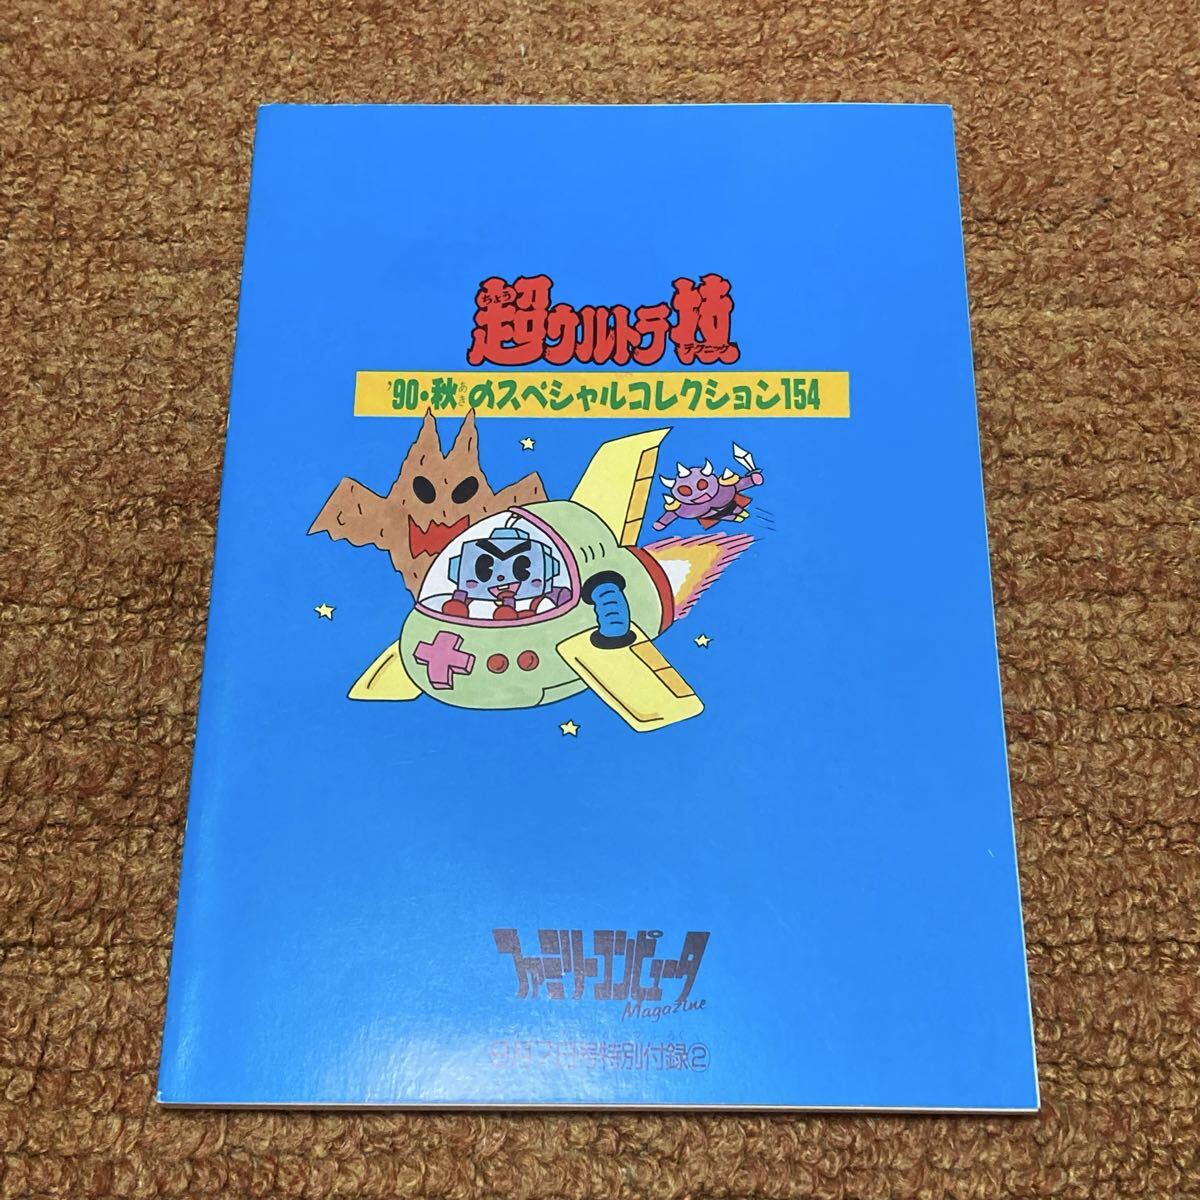 超ウルトラ技
ちょう
テクニック
'90・秋のスペシャルコレクション154
あき
ファミリーコンピュータ
Magazine
特別付録②